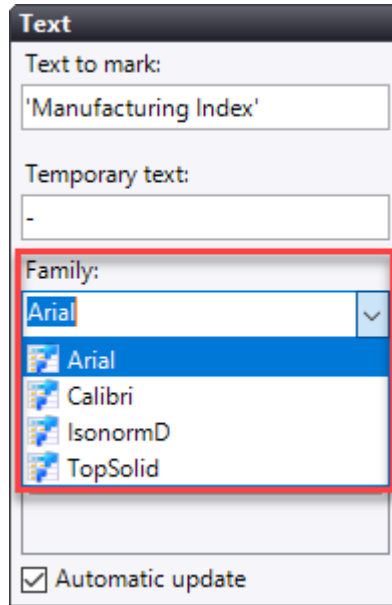 Text
Text to mark:
'Manufacturing Index'
Temporary text:
-
Family:
Arial
Arial
Calibri
IsonormD
TopSolid
Automatic update